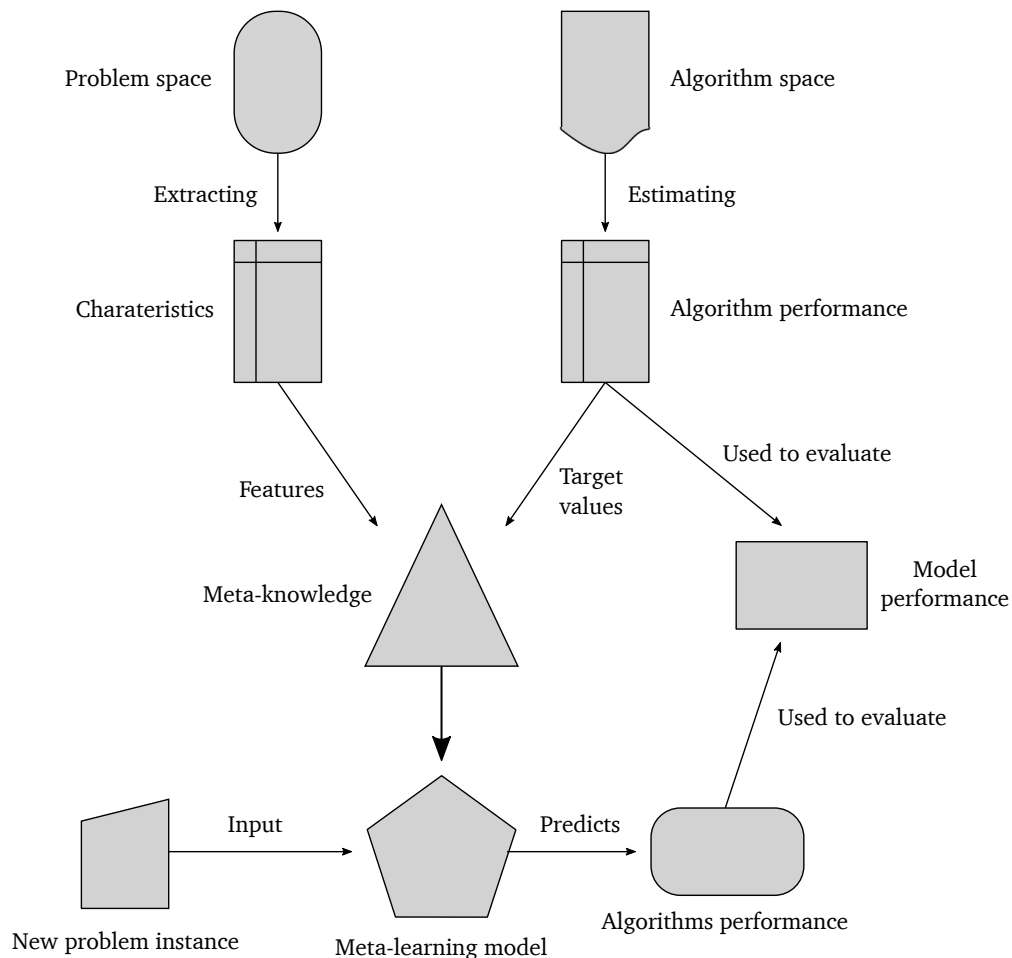 Problem space
Algorithm space
Extracting
Estimating
Charateristics
Algorithm performance
Used to evaluate
Features
Target
values
Meta-knowledge
Model
performance
Used to evaluate
Input
Predicts
New problem instance
Meta-learning model
Algorithms performance